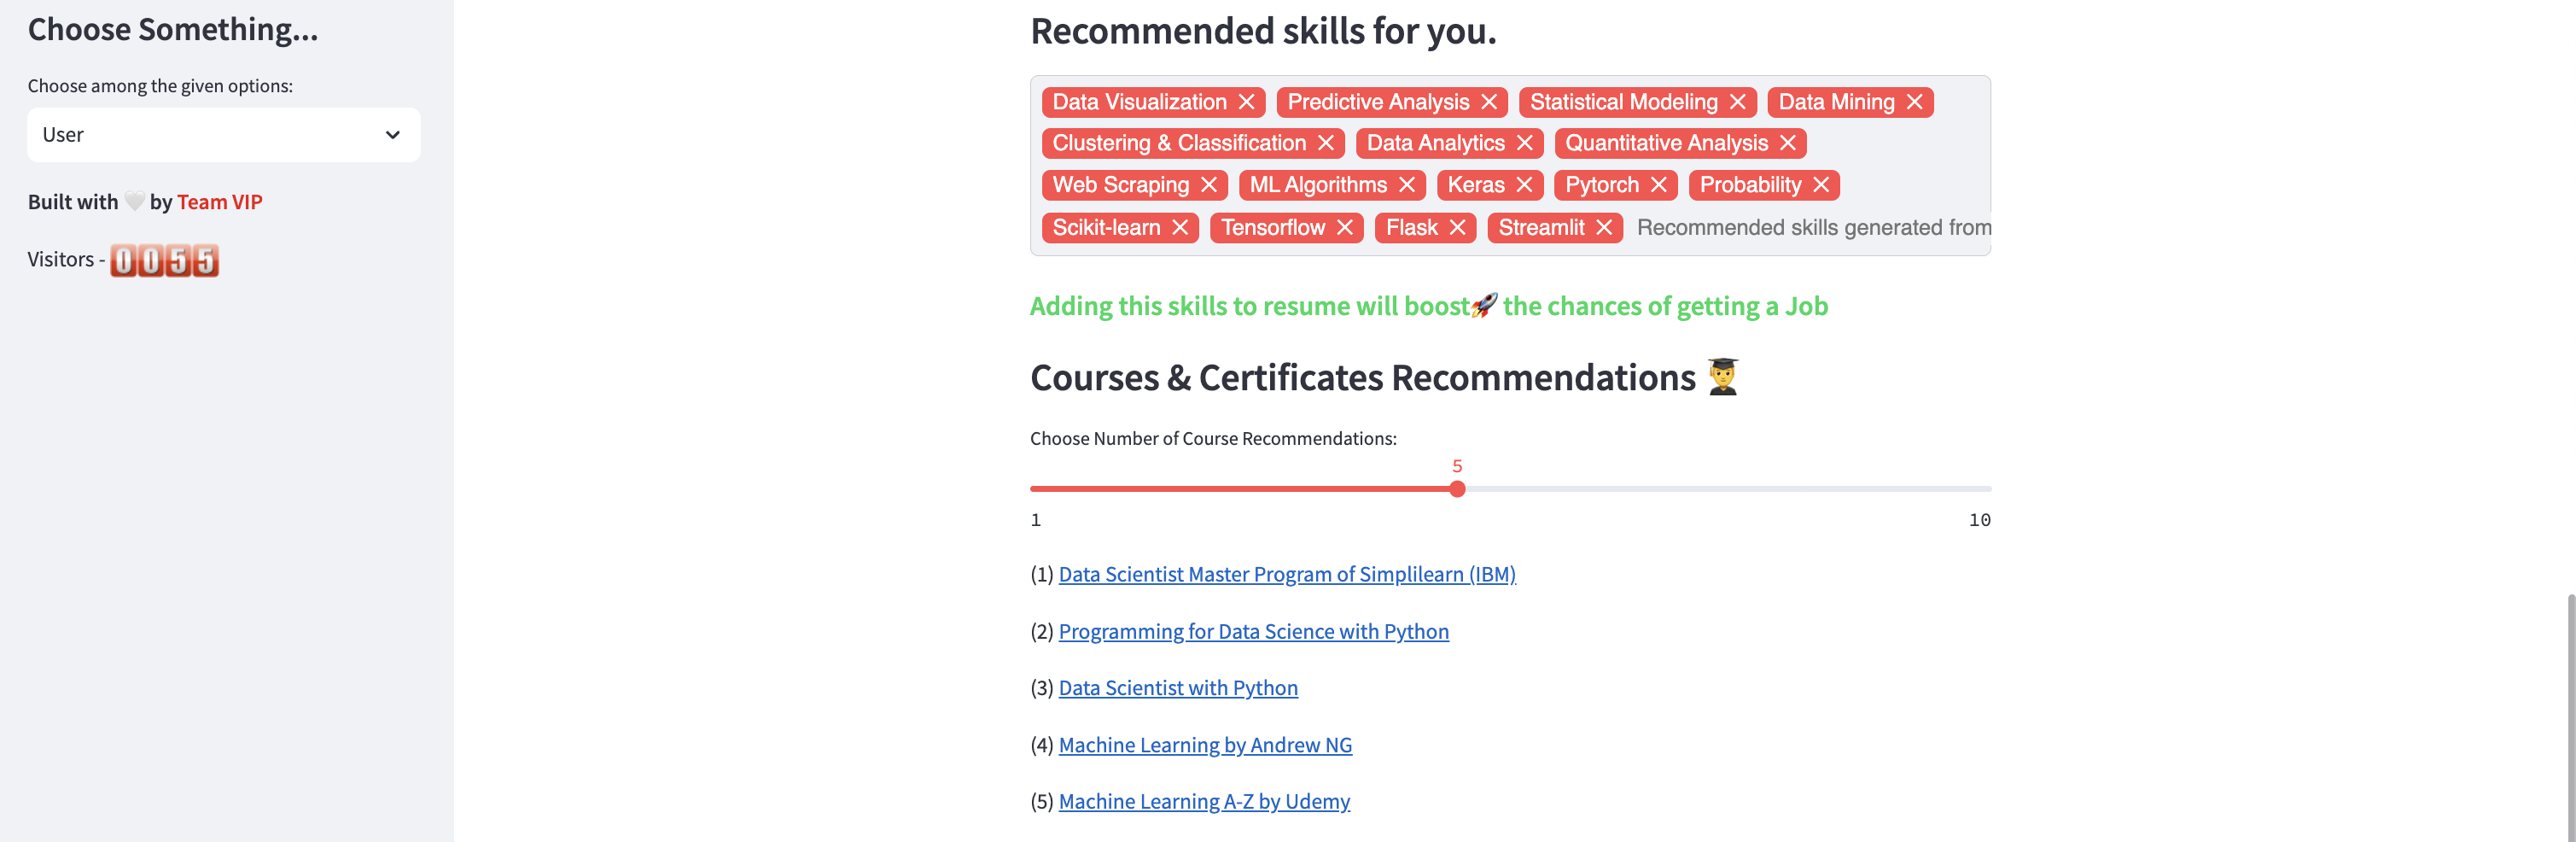 Choose Something...
Choose among the given options:
User
Built with 🤍 by Team VIP
Visitors - 0055
Recommended skills for you.
Data Visualization Predictive Analysis Statistical Modeling Data Mining
Clustering & Classification Data Analytics Quantitative Analysis
Web Scraping ML Algorithms Keras Pytorch Probability
Scikit-learn Tensorflow Flask Streamlit Recommended skills generated from
Adding this skills to resume will boost🚀 the chances of getting a Job
Courses & Certificates Recommendations 👨‍🎓
Choose Number of Course Recommendations:
5
1 10
(1) Data Scientist Master Program of Simplilearn (IBM)
(2) Programming for Data Science with Python
(3) Data Scientist with Python
(4) Machine Learning by Andrew NG
(5) Machine Learning A-Z by Udemy